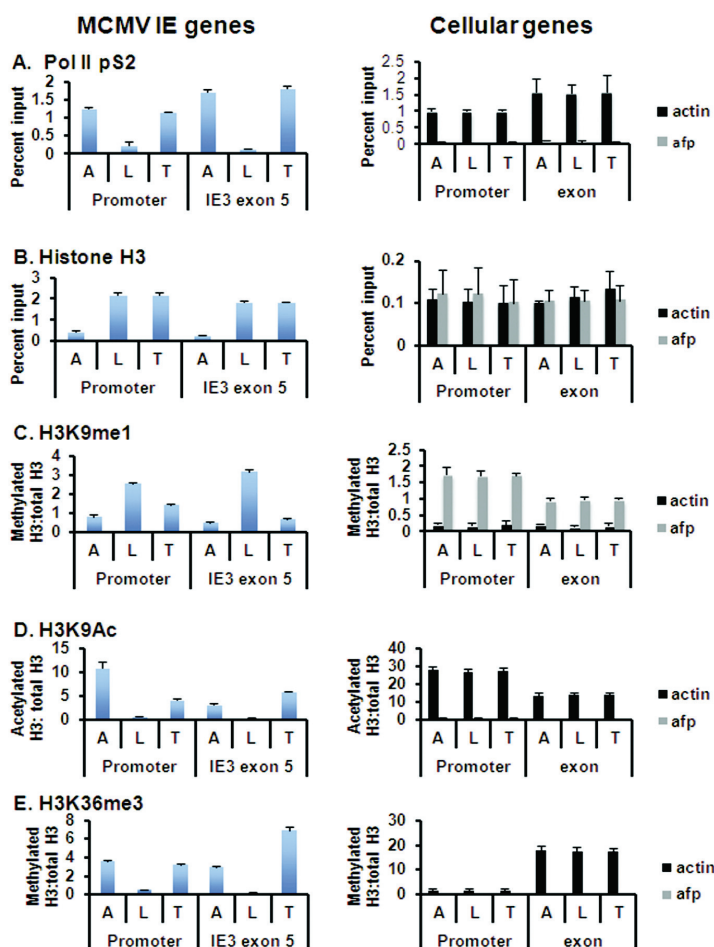 MCMV IE genes
Cellular genes
A. Pol II pS2
Percent input
2
1.5
1
0.5
0
A L T A L T
Promoter IE3 exon 5
Percent input
2.5
2
1.5
1
0.5
0
A L T A L T
Promoter exon
actin
afp
B. Histone H3
Percent input
3
2
1
0
A L T A L T
Promoter IE3 exon 5
Percent input
0.2
0.1
0
A L T A L T
Promoter exon
actin
afp
C. H3K9me1
Methylated
H3:total H3
4
3
2
1
0
A L T A L T
Promoter IE3 exon 5
Methylated
H3:total H3
2.5
2
1.5
1
0.5
0
A L T A L T
Promoter exon
actin
afp
D. H3K9Ac
Acetylated
H3: total H3
15
10
5
0
A L T A L T
Promoter IE3 exon 5
Acetylated
H3: total H3
40
30
20
10
0
A L T A L T
Promoter exon
actin
afp
E. H3K36me3
Methylated
H3:total H3
8
6
4
2
0
A L T A L T
Promoter IE3 exon 5
Methylated
H3:total H3
30
20
10
0
A L T A L T
Promoter exon
actin
afp